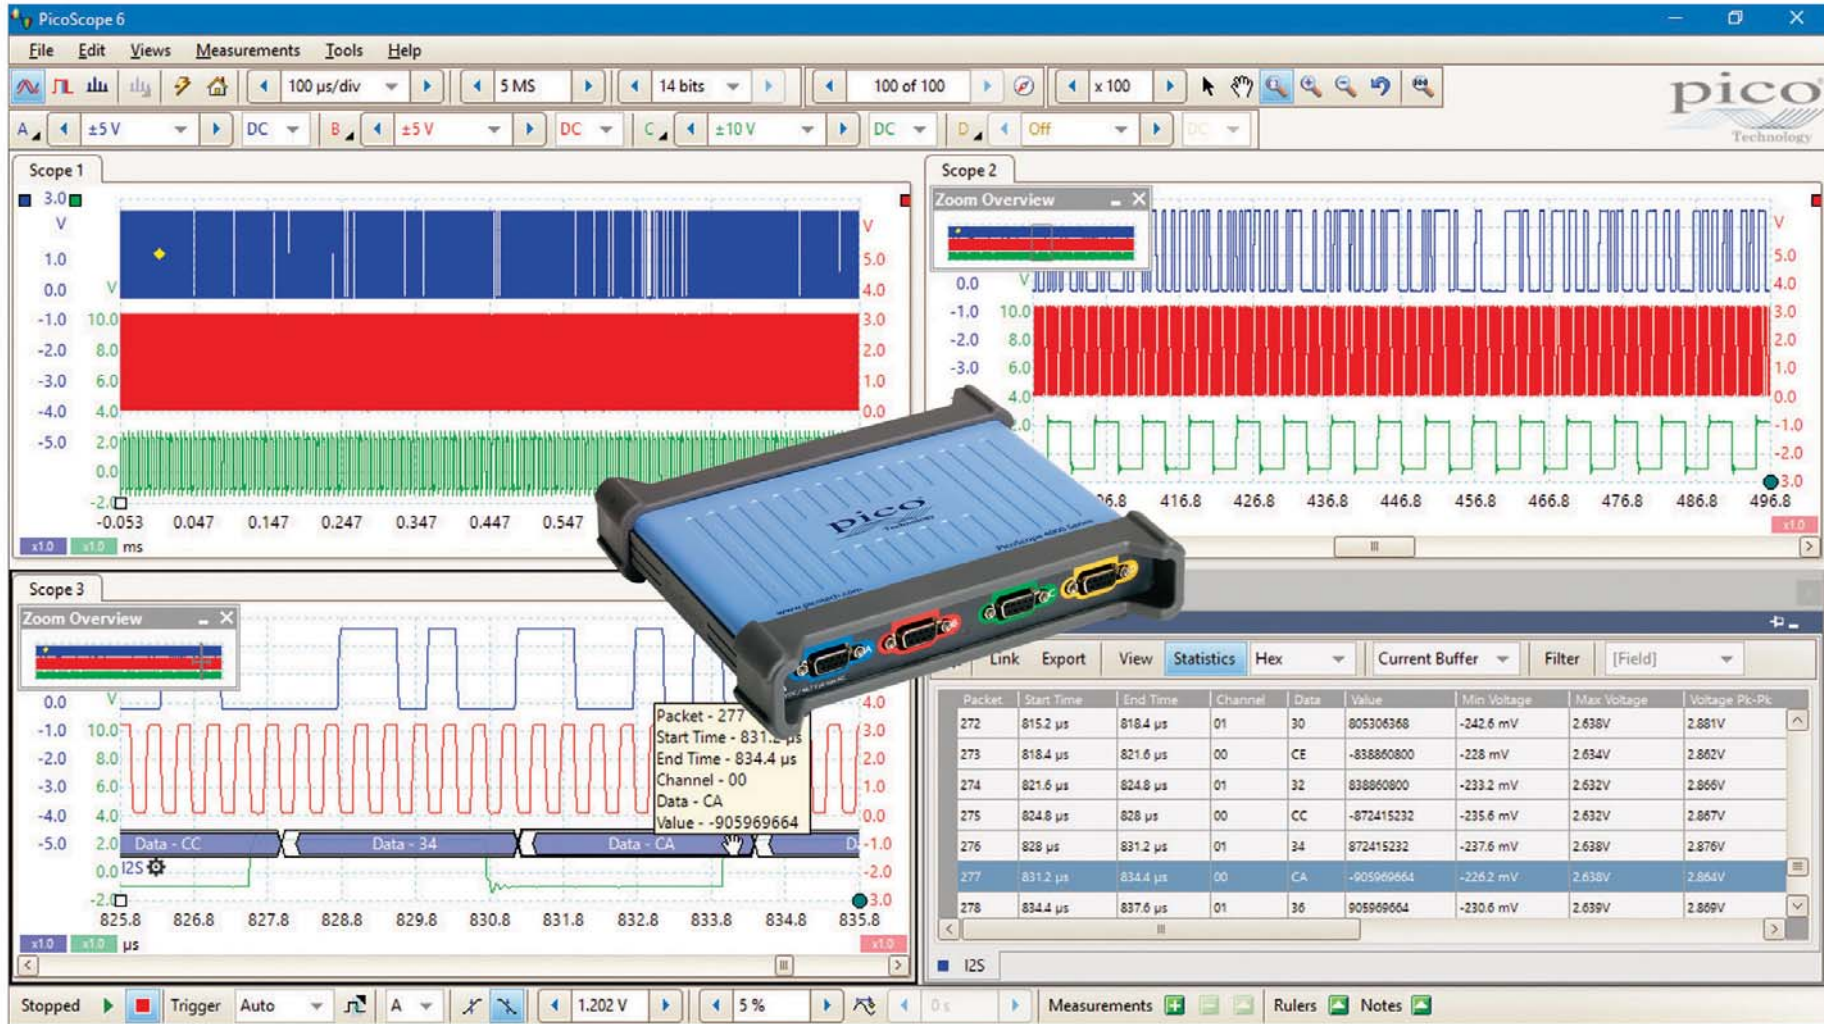 PicoScope 6
File Edit Views Measurements Tools Help
100 µs/div 5 MS 14 bits 100 of 100 x 100
pico
Technology
A ±5 V DC B ±5 V DC C ±10 V DC D Off DC
Scope 1
3.0
V V
1.0 5.0
0.0 V 4.0
-1.0 10.0 3.0
-2.0 8.0 2.0
-3.0 6.0 1.0
-4.0 4.0 0.0
-5.0 2.0
0.0
-2.0
-0.053 0.047 0.147 0.247 0.347 0.447 0.547
x1.0 x1.0 ms
Scope 2
Zoom Overview
V
5.0
0.0 V 4.0
-1.0 10.0 3.0
-2.0 8.0 2.0
-3.0 6.0 1.0
4.0 0.0
2.0 -1.0
-2.0
-3.0
416.8 426.8 436.8 446.8 456.8 466.8 476.8 486.8 496.8
x1.0
pico
Technology
PicoScope 4000 Series
www.picotech.com
A B C D
Scope 3
Zoom Overview
0.0 V 4.0
-1.0 10.0 3.0
-2.0 8.0 2.0
-3.0 6.0 1.0
-4.0 4.0 0.0
-5.0 2.0 Data - CC Data - 34 Data - CA -1.0
0.0 I2S -2.0
-2.0 -3.0
825.8 826.8 827.8 828.8 829.8 830.8 831.8 832.8 833.8 834.8 835.8
x1.0 x1.0 µs x1.0
Packet - 277
Start Time - 831.2 µs
End Time - 834.4 µs
Channel - 00
Data - CA
Value - -905969664
Link Export View Statistics Hex Current Buffer Filter [Field]
Packet Start Time End Time Channel Data Value Min Voltage Max Voltage Voltage Pk-Pk
272 815.2 µs 818.4 µs 01 30 805306368 -242.6 mV 2.638V 2.881V
273 818.4 µs 821.6 µs 00 CE -838860800 -228 mV 2.634V 2.862V
274 821.6 µs 824.8 µs 01 32 838860800 -233.2 mV 2.632V 2.866V
275 824.8 µs 828 µs 00 CC -872415232 -235.6 mV 2.632V 2.867V
276 828 µs 831.2 µs 01 34 872415232 -237.6 mV 2.638V 2.876V
277 831.2 µs 834.4 µs 00 CA -905969664 -226.2 mV 2.638V 2.864V
278 834.4 µs 837.6 µs 01 36 905969664 -230.6 mV 2.639V 2.869V
I2S
Stopped Trigger Auto A 1.202 V 5 % 0 s Measurements Rulers Notes